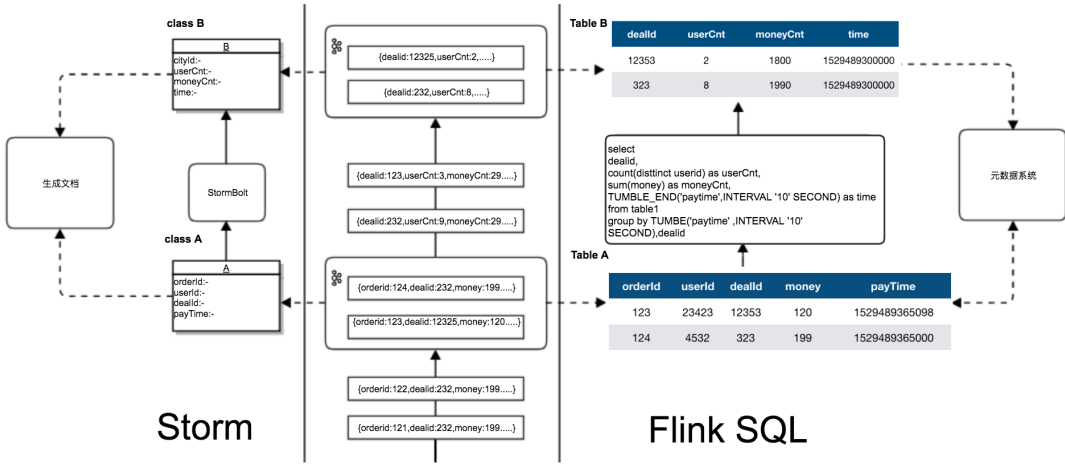 class B
B
cityId:-
userCnt:-
moneyCnt:-
time:-
生成文档
StormBolt
class A
A
orderId:-
userId:-
dealId:-
payTime:-
Storm
{dealid:12325,userCnt:2,.....}
{dealid:232,userCnt:8,.....}
{dealid:123,userCnt:3,moneyCnt:29.....}
{dealid:232,userCnt:9,moneyCnt:29.....}
{orderid:124,dealid:232,money:199.....}
{orderid:123,dealid:12325,money:120.....}
{orderid:122,dealid:232,money:199.....}
{orderid:121,dealid:232,money:199.....}
Table B
dealId userCnt moneyCnt time
12353 2 1800 1529489300000
323 8 1990 1529489300000
select
dealid,
count(disttinct userid) as userCnt,
sum(money) as moneyCnt,
TUMBLE_END('paytime',INTERVAL '10' SECOND) as time
from table1
group by TUMBE('paytime' ,INTERVAL '10'
SECOND),dealid
元数据系统
Table A
orderId userId dealId money payTime
123 23423 12353 120 1529489365098
124 4532 323 199 1529489365000
Flink SQL